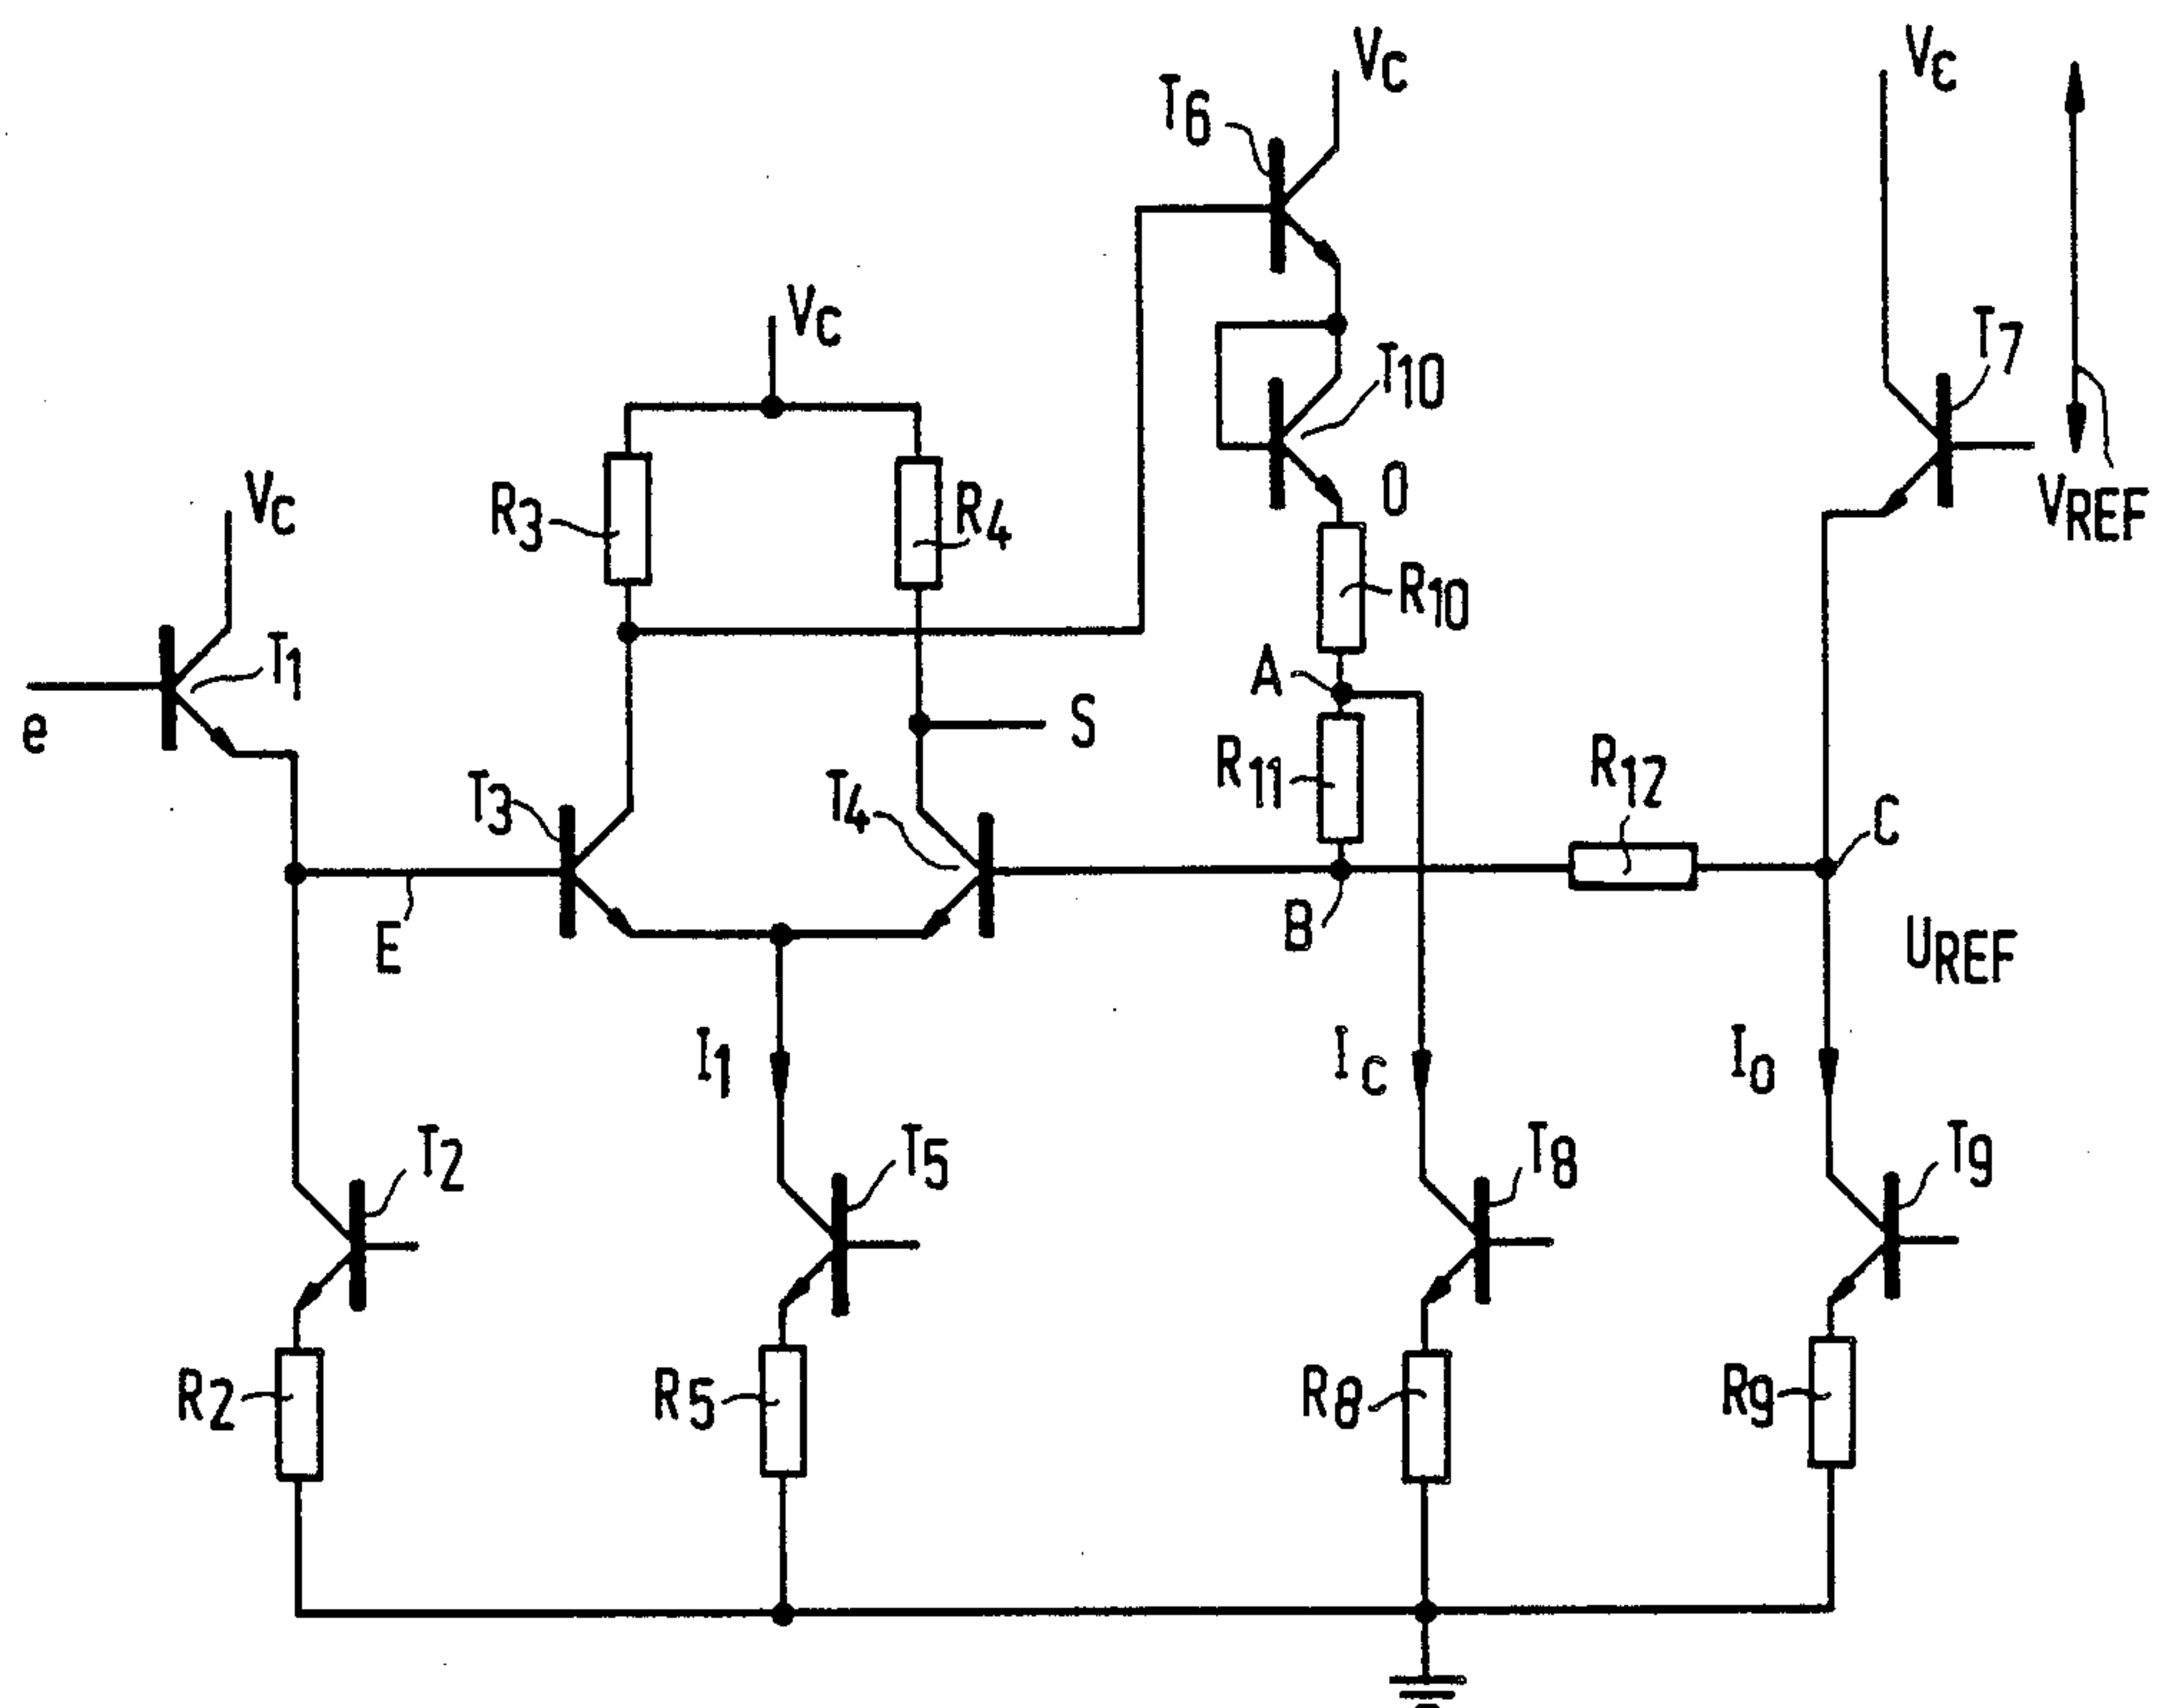 VC
Vε
T6
VC
T7
T10
VC
R3
R4
O
VREF
R10
T1
A
e
S
R11
R12
T3
T4
C
E
B
UREF
I1
IC
Io
T2
T5
T8
T9
R2
R5
R8
R9